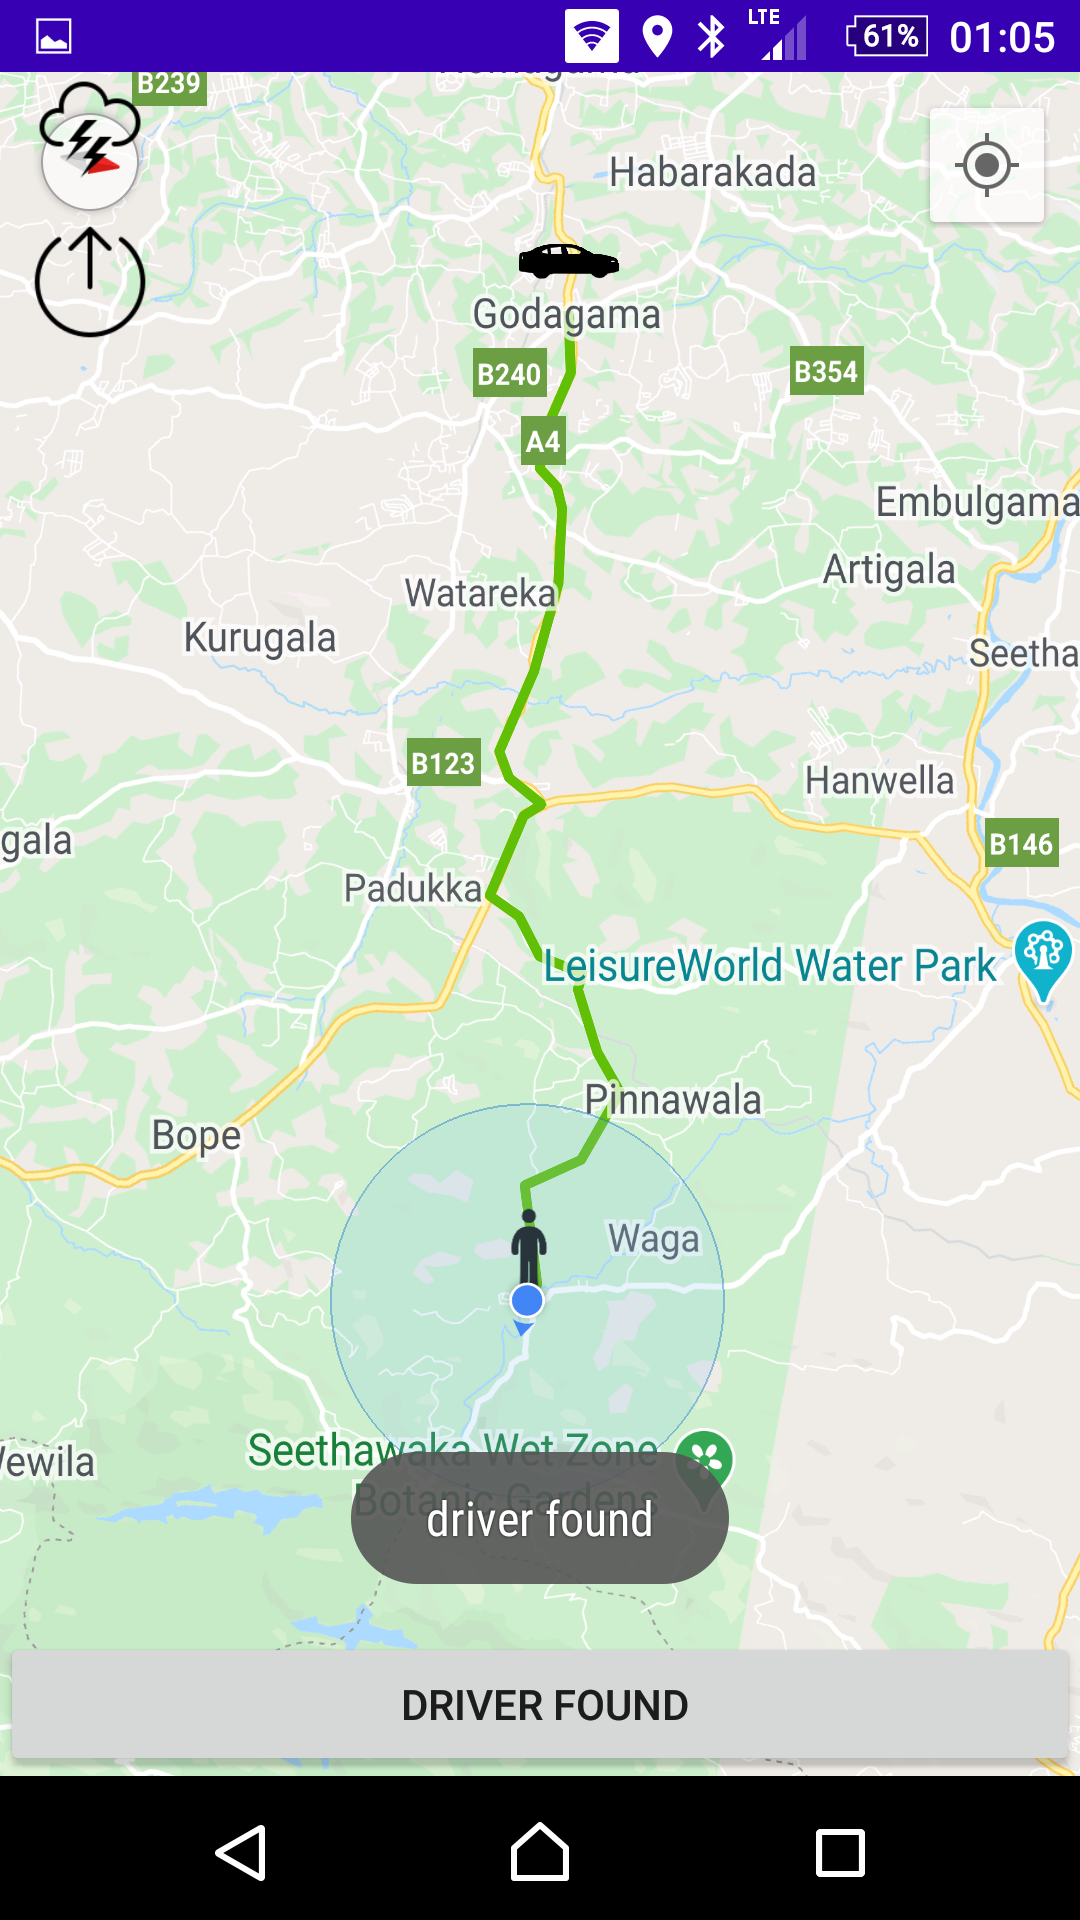 LTE
61%
01:05
B239
Habarakada
Godagama
B240
B354
A4
Embulgama
Artigala
Watareka
Kurugala
Seetha
B123
Hanwella
gala
B146
Padukka
LeisureWorld Water Park
Pinnawala
Bope
Waga
Seethawaka Wet Zone
Botanic Gardens
ewila
driver found
DRIVER FOUND